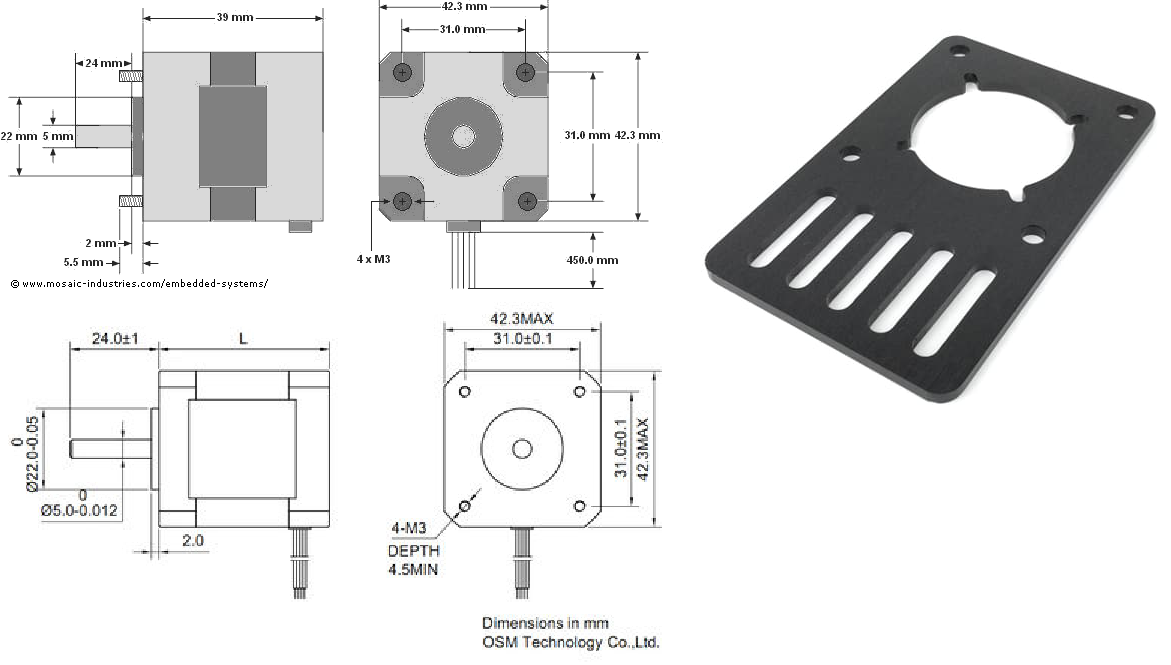 39 mm
24 mm
22 mm
5 mm
2 mm
5.5 mm
© www.mosaic-industries.com/embedded-systems/
42.3 mm
31.0 mm
31.0 mm
42.3 mm
4 x M3
450.0 mm
24.0±1
L
0
Ø22.0-0.05
0
Ø5.0-0.012
2.0
42.3MAX
31.0±0.1
31.0±0.1
42.3MAX
4-M3
DEPTH
4.5MIN
Dimensions in mm
OSM Technology Co.,Ltd.